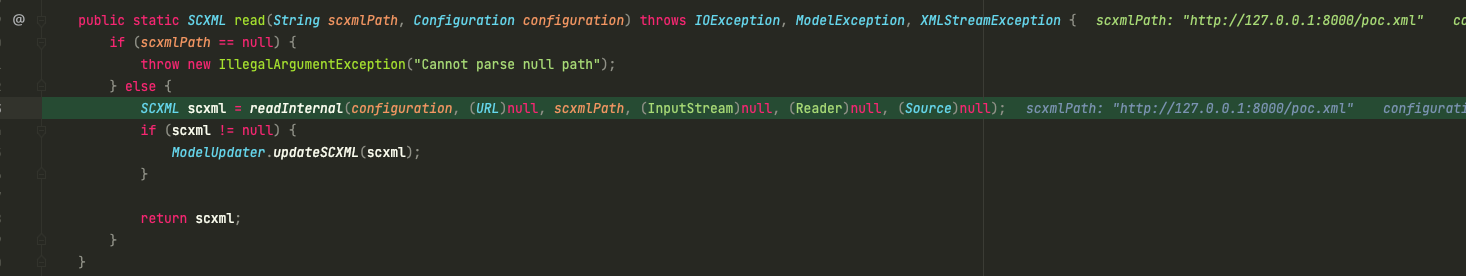 @ public static SCXML read(String scxmlPath, Configuration configuration) throws IOException, ModelException, XMLStreamException { scxmlPath: "http://127.0.0.1:8000/poc.xml"
if (scxmlPath == null) {
throw new IllegalArgumentException("Cannot parse null path");
} else {
SCXML scxml = readInternal(configuration, (URL)null, scxmlPath, (InputStream)null, (Reader)null, (Source)null); scxmlPath: "http://127.0.0.1:8000/poc.xml" configurati
if (scxml != null) {
ModelUpdater.updateSCXML(scxml);
}
return scxml;
}
}